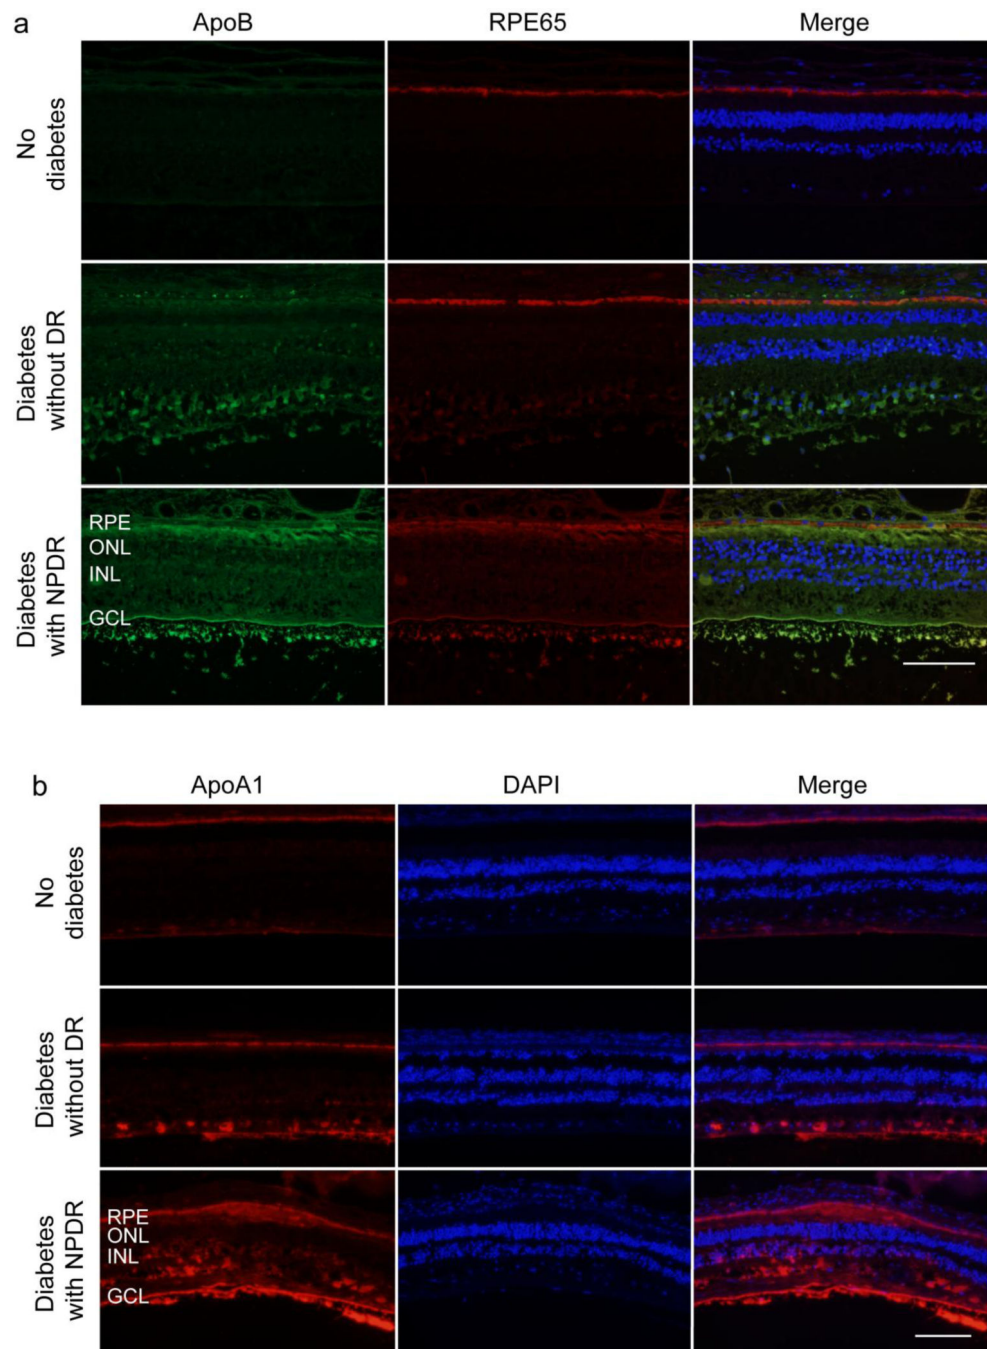 a
ApoB RPE65 Merge
No
diabetes
Diabetes
without DR
Diabetes
with NPDR
RPE
ONL
INL
GCL
b
ApoA1 DAPI Merge
No
diabetes
Diabetes
without DR
Diabetes
with NPDR
RPE
ONL
INL
GCL